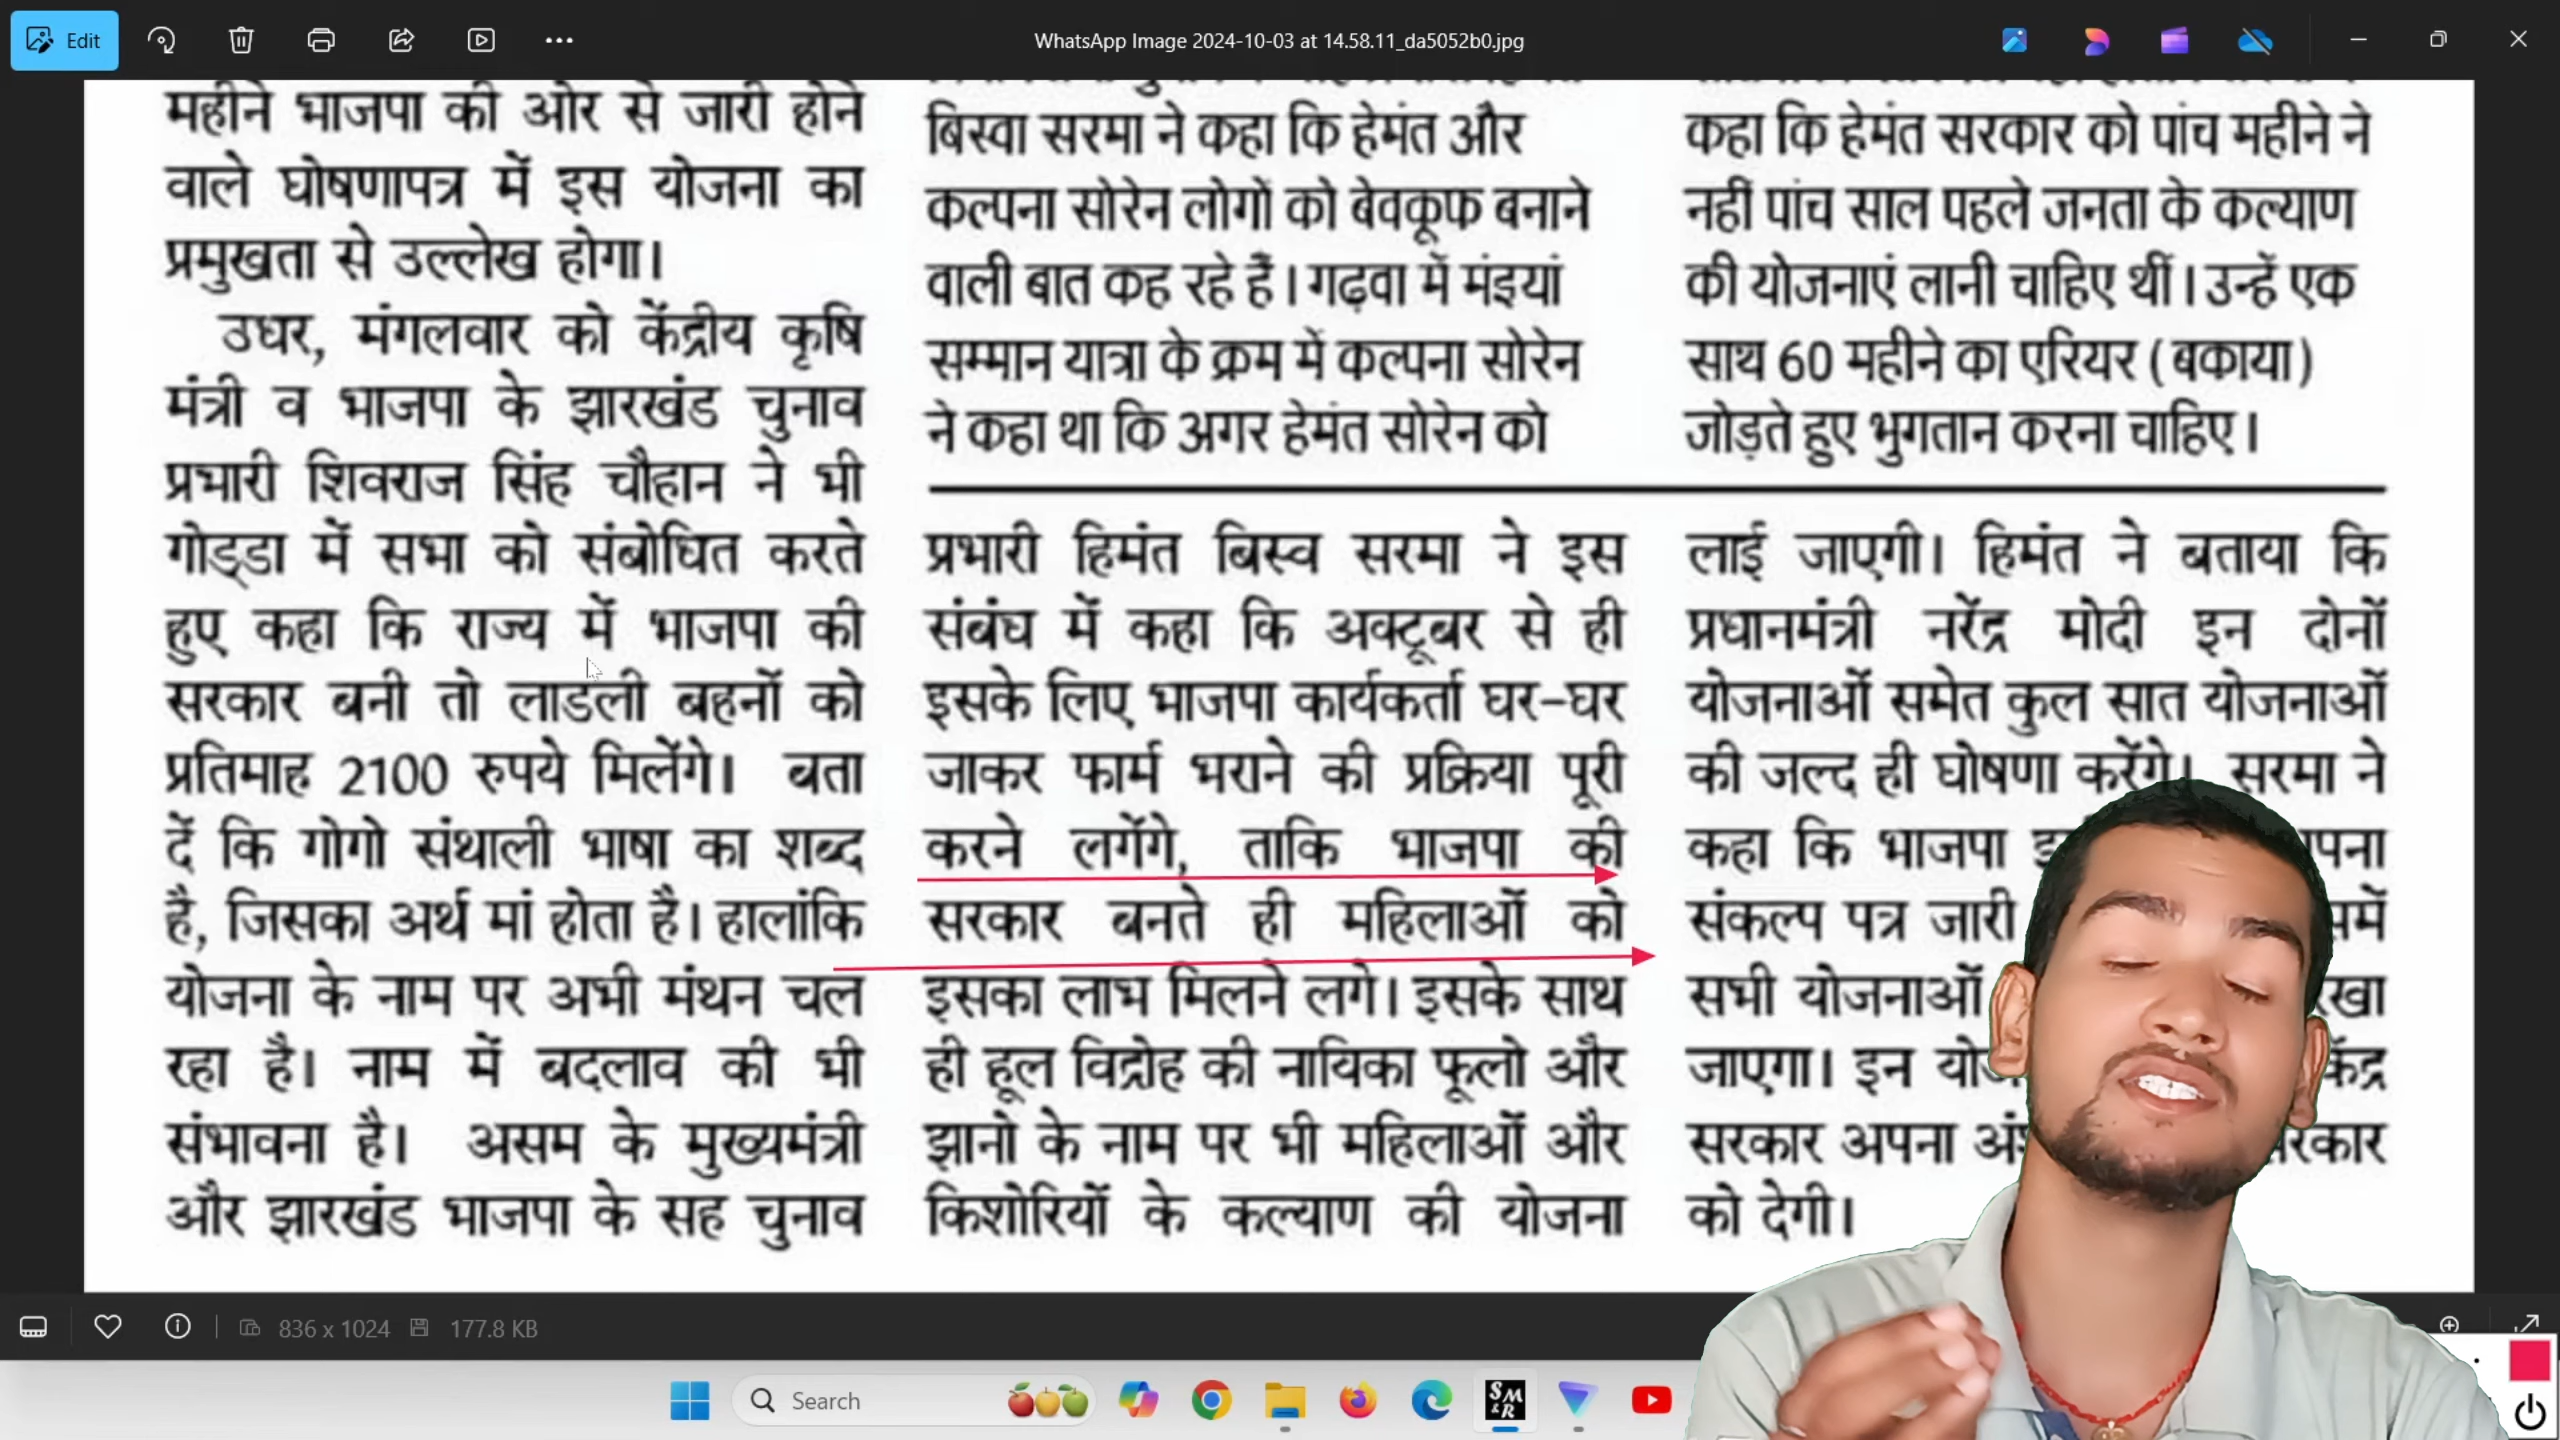 Edit
WhatsApp Image 2024-10-03 at 14.58.11_da5052b0.jpg
महीने भाजपा की ओर से जारी होने
वाले घोषणापत्र में इस योजना का
प्रमुखता से उल्लेख होगा।
उधर, मंगलवार को केंद्रीय कृषि
मंत्री व भाजपा के झारखंड चुनाव
प्रभारी शिवराज सिंह चौहान ने भी
गोड्डा में सभा को संबोधित करते
हुए कहा कि राज्य में भाजपा की
सरकार बनी तो लाडली बहनों को
प्रतिमाह 2100 रुपये मिलेंगे। बता
दें कि गोगो संथाली भाषा का शब्द
है, जिसका अर्थ मां होता है। हालांकि
योजना के नाम पर अभी मंथन चल
रहा है। नाम में बदलाव की भी
संभावना है। असम के मुख्यमंत्री
और झारखंड भाजपा के सह चुनाव
बिस्वा सरमा ने कहा कि हेमंत और
कल्पना सोरेन लोगों को बेवकूफ बनाने
वाली बात कह रहे हैं। गढ़वा में मंइयां
सम्मान यात्रा के क्रम में कल्पना सोरेन
ने कहा था कि अगर हेमंत सोरेन को
कहा कि हेमंत सरकार को पांच महीने ने
नहीं पांच साल पहले जनता के कल्याण
की योजनाएं लानी चाहिए थीं। उन्हें एक
साथ 60 महीने का एरियर (बकाया)
जोड़ते हुए भुगतान करना चाहिए।
प्रभारी हिमंत बिस्व सरमा ने इस
संबंध में कहा कि अक्टूबर से ही
इसके लिए भाजपा कार्यकर्ता घर-घर
जाकर फार्म भराने की प्रक्रिया पूरी
करने लगेंगे, ताकि भाजपा की
सरकार बनते ही महिलाओं को
इसका लाभ मिलने लगे। इसके साथ
ही हूल विद्रोह की नायिका फूलो और
झानो के नाम पर भी महिलाओं और
किशोरियों के कल्याण की योजना
लाई जाएगी। हिमंत ने बताया कि
प्रधानमंत्री नरेंद्र मोदी इन दोनों
योजनाओं समेत कुल सात योजनाओं
की जल्द ही घोषणा करेंगे। सरमा ने
कहा कि भाजपा
संकल्प पत्र जारी
सभी योजनाओं
जाएगा। इन केंद्र
सरकार अपना
को देगी।
836 x 1024 177.8 KB
Search
S M & R